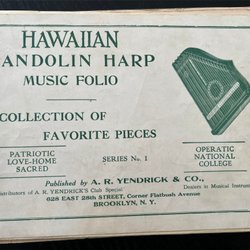 HAWAIIAN
MANDOLIN HARP
MUSIC FOLIO
COLLECTION OF
FAVORITE PIECES
PATRIOTIC
LOVE-HOME
SACRED
SERIES No. 1
OPERATIC
NATIONAL
COLLEGE
Published by A. R. YENDRICK & CO.,
Distributors of A. R. YENDRICK'S Club Special
Dealers in Musical Instrum
828 EAST 28th STREET, Corner Flatbush Avenue
BROOKLYN, N. Y.